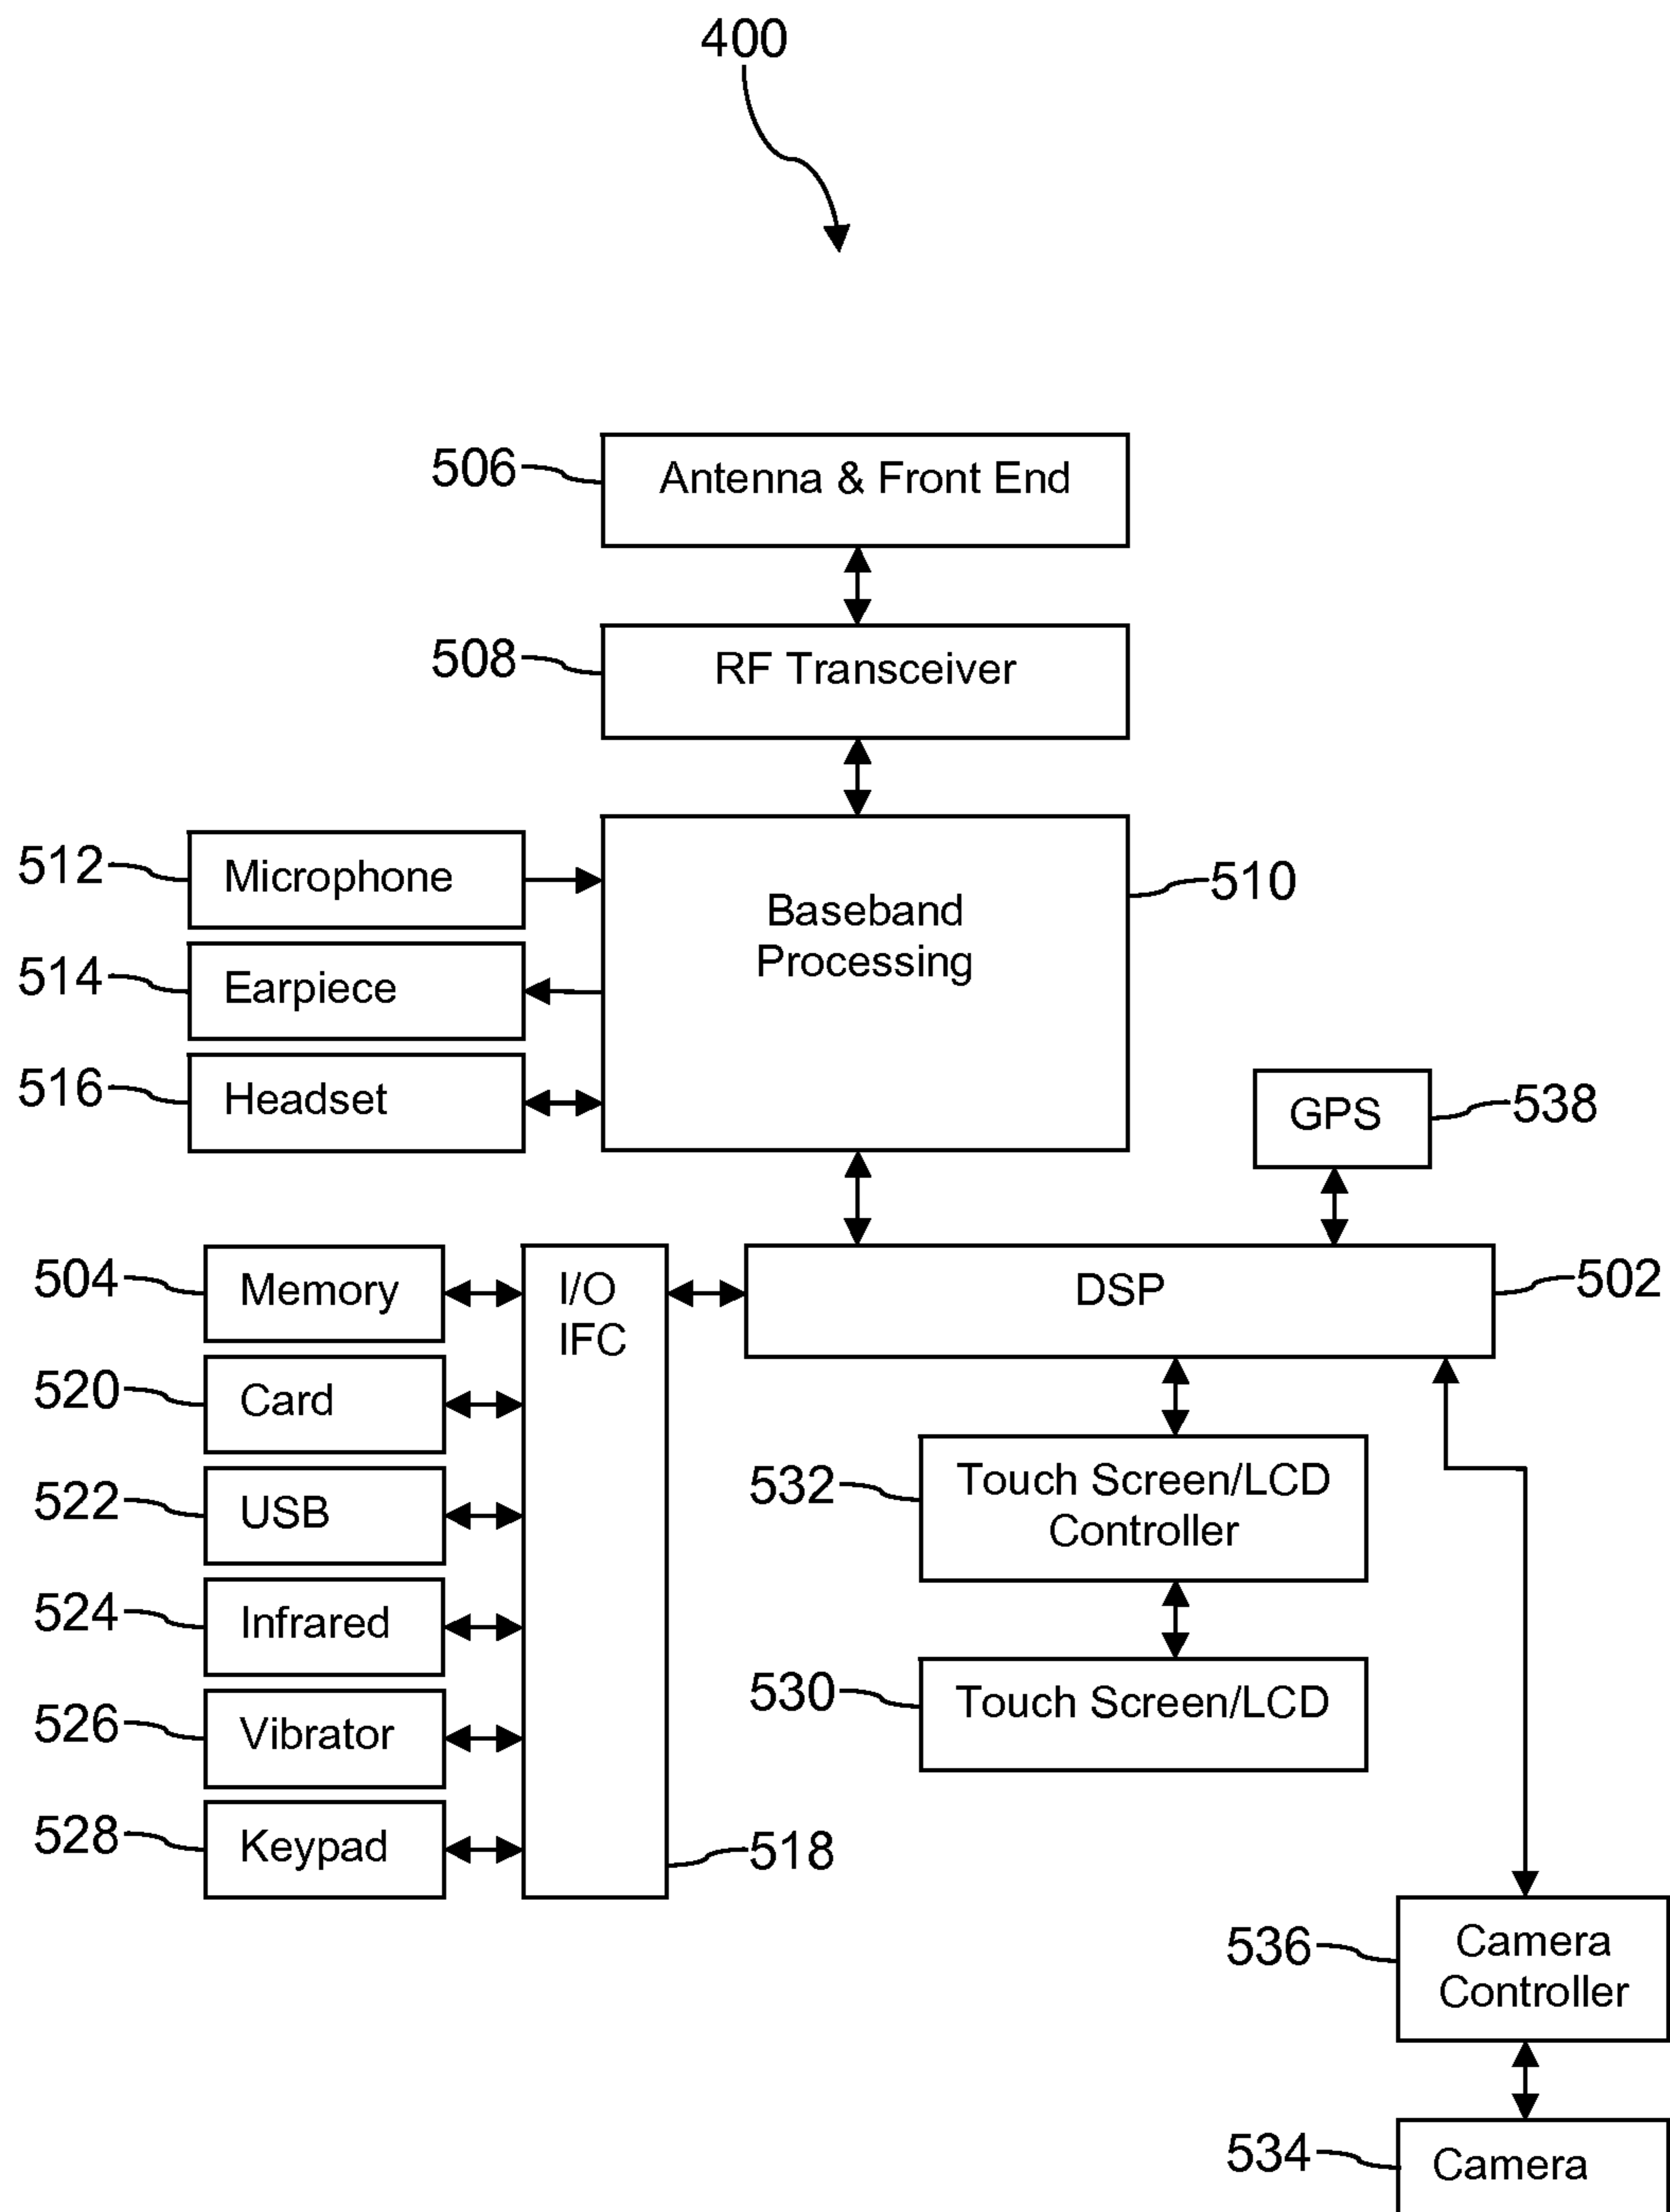 400
506
Antenna & Front End
508
RF Transceiver
512
Microphone
Baseband
Processing
510
514
Earpiece
516
Headset
GPS
538
504
Memory
I/O
IFC
DSP
502
520
Card
522
USB
532
Touch Screen/LCD
Controller
524
Infrared
530
Touch Screen/LCD
526
Vibrator
528
Keypad
518
536
Camera
Controller
534
Camera